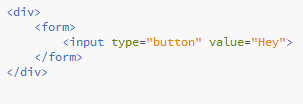 <div>
    <form>
        <input type="button" value="Hey">
    </form>
</div>